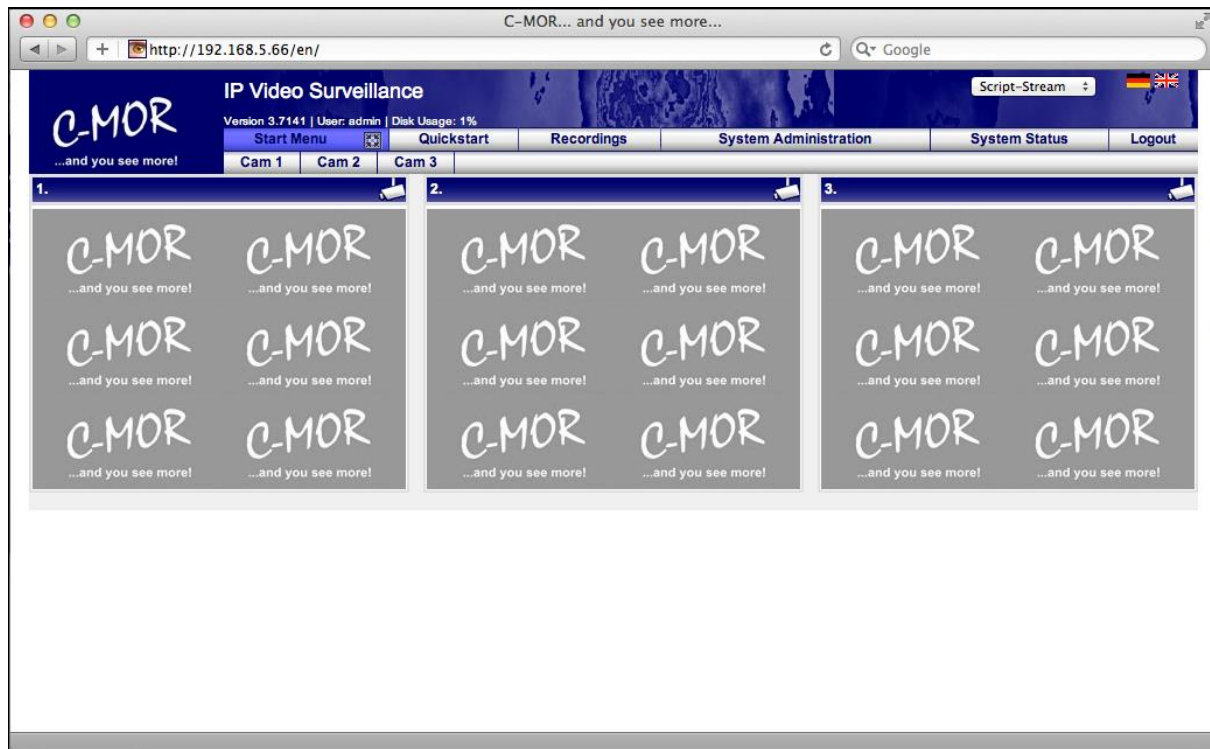 C-MOR... and you see more...
http://192.168.5.66/en/
Google
C-MOR
...and you see more!
IP Video Surveillance
Version 3.7141 | User: admin | Disk Usage: 1%
Script-Stream
Start Menu Quickstart Recordings System Administration System Status Logout
Cam 1 Cam 2 Cam 3
1. 2. 3.
C-MOR C-MOR C-MOR C-MOR C-MOR C-MOR
...and you see more! ...and you see more! ...and you see more! ...and you see more! ...and you see more! ...and you see more!
C-MOR C-MOR C-MOR C-MOR C-MOR C-MOR
...and you see more! ...and you see more! ...and you see more! ...and you see more! ...and you see more! ...and you see more!
C-MOR C-MOR C-MOR C-MOR C-MOR C-MOR
...and you see more! ...and you see more! ...and you see more! ...and you see more! ...and you see more! ...and you see more!